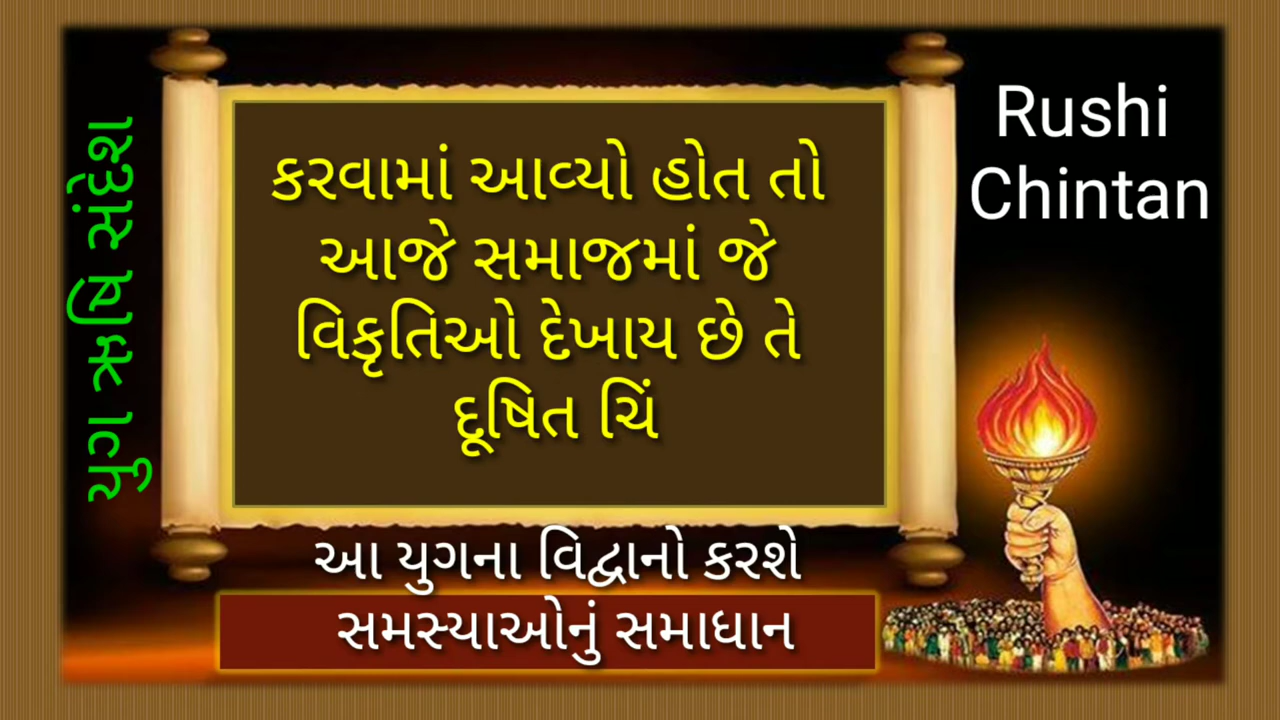 યુગ ઋષિ સંદેશ
Rushi
Chintan
કરવામાં આવ્યો હોત તો
આજે સમાજમાં જે
વિકૃતિઓ દેખાય છે તે
દૂષિત ચિં
આ યુગના વિદ્વાનો કરશે
સમસ્યાઓનું સમાધાન